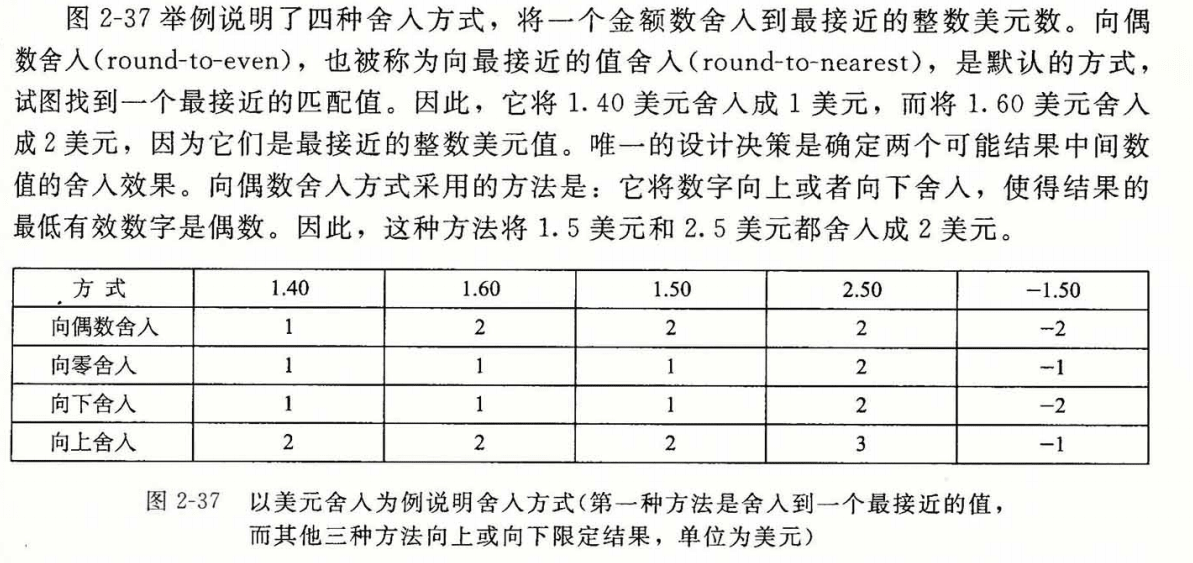 图 2-37 举例说明了四种舍入方式，将一个金额数舍入到最接近的整数美元数。向偶
数舍入(round-to-even)，也被称为向最接近的值舍入(round-to-nearest)，是默认的方式，
试图找到一个最接近的匹配值。因此，它将 1.40 美元舍入成 1 美元，而将 1.60 美元舍入
成 2 美元，因为它们是最接近的整数美元值。唯一的设计决策是确定两个可能结果中间数
值的舍入效果。向偶数舍入方式采用的方法是：它将数字向上或者向下舍入，使得结果的
最低有效数字是偶数。因此，这种方法将 1.5 美元和 2.5 美元都舍入成 2 美元。
方 式 1.40 1.60 1.50 2.50 −1.50
向偶数舍入 1 2 2 2 −2
向零舍入 1 1 1 2 −1
向下舍入 1 1 1 2 −2
向上舍入 2 2 2 3 −1
图 2-37 以美元舍入为例说明舍入方式(第一种方法是舍入到一个最接近的值，
而其他三种方法向上或向下限定结果，单位为美元)